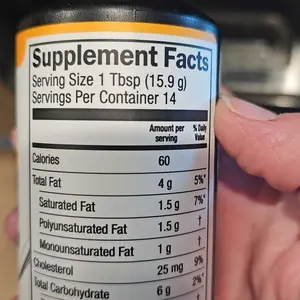 Supplement Facts
Serving Size 1 Tbsp (15.9 g)
Servings Per Container 14
Amount per serving % Daily Value
Calories 60
Total Fat 4 g 5%*
Saturated Fat 1.5 g 7%*
Polyunsaturated Fat 1.5 g †
Monounsaturated Fat 1 g †
Cholesterol 25 mg 9%
Total Carbohydrate 6 g 2%*